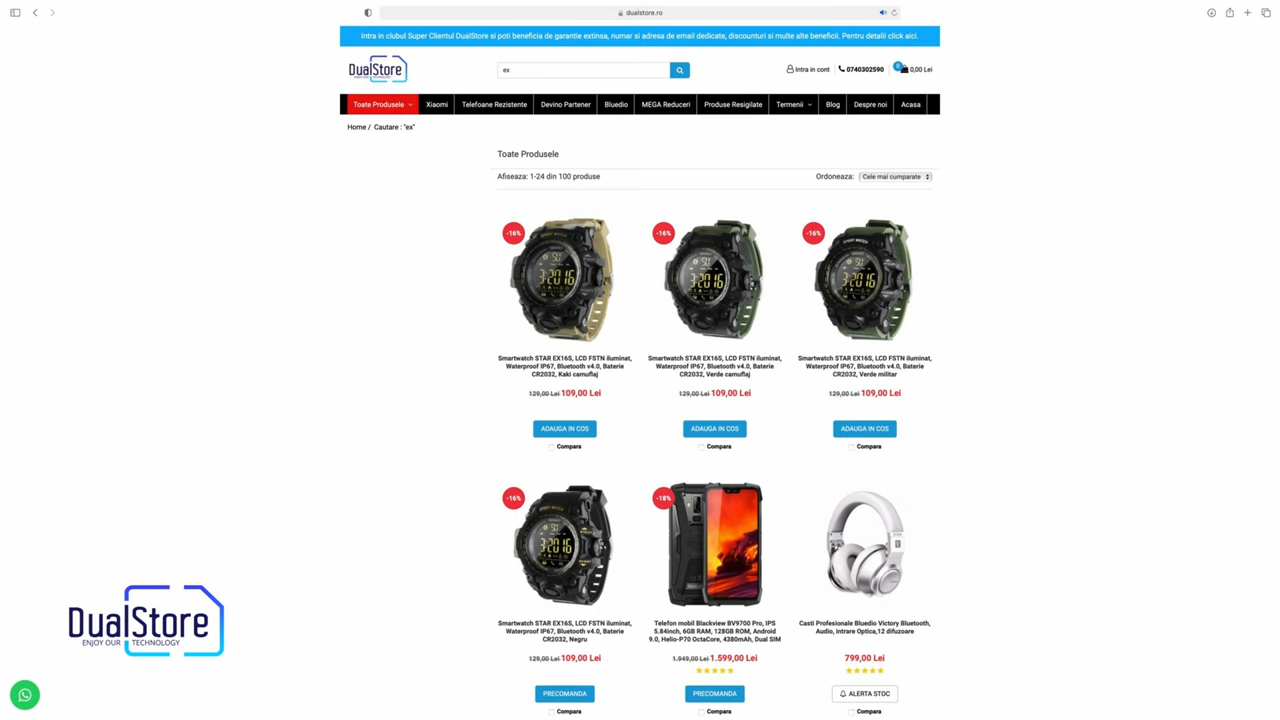 dualstore.ro
Intra in clubul Super Clientul DualStore si poti beneficia de garantie extinsa, numar si adresa de email dedicate, discounturi si multe alte beneficii. Pentru detalii click aici.
DualStore
ex
Intra in cont
0740302590
0
0,00 Lei
Toate Produsele
Xiaomi
Telefoane Rezistente
Devino Partener
Bluedio
MEGA Reduceri
Produse Resigilate
Termenii
Blog
Despre noi
Acasa
Home / Cautare : "ex"
Toate Produsele
Afiseaza: 1-24 din 100 produse
Ordoneaza: Cele mai cumparate
-16%
-16%
-16%
Smartwatch STAR EX16S, LCD FSTN iluminat,
Waterproof IP67, Bluetooth v4.0, Baterie
CR2032, Kaki camuflaj
129,00 Lei 109,00 Lei
ADAUGA IN COS
Compara
Smartwatch STAR EX16S, LCD FSTN iluminat,
Waterproof IP67, Bluetooth v4.0, Baterie
CR2032, Verde camuflaj
129,00 Lei 109,00 Lei
ADAUGA IN COS
Compara
Smartwatch STAR EX16S, LCD FSTN iluminat,
Waterproof IP67, Bluetooth v4.0, Baterie
CR2032, Verde militar
129,00 Lei 109,00 Lei
ADAUGA IN COS
Compara
-16%
-18%
Smartwatch STAR EX16S, LCD FSTN iluminat,
Waterproof IP67, Bluetooth v4.0, Baterie
CR2032, Negru
129,00 Lei 109,00 Lei
PRECOMANDA
Compara
Telefon mobil Blackview BV9700 Pro, IPS
5.84inch, 6GB RAM, 128GB ROM, Android
9.0, Helio-P70 OctaCore, 4380mAh, Dual SIM
1.949,00 Lei 1.599,00 Lei
PRECOMANDA
Compara
Casti Profesionale Bluedio Victory Bluetooth,
Audio, intrare Optica,12 difuzoare
799,00 Lei
ALERTA STOC
Compara
DualStore
ENJOY OUR TECHNOLOGY